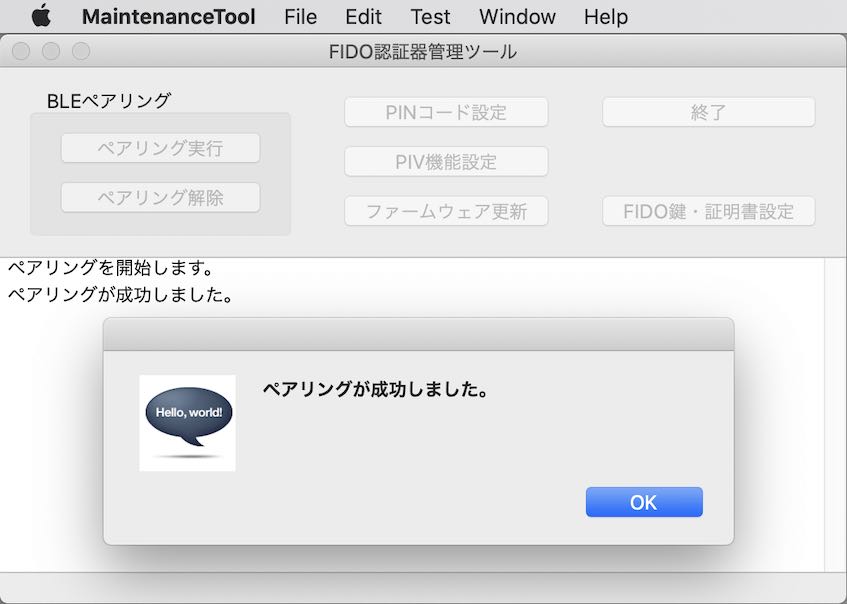 MaintenanceTool File Edit Test Window Help
FIDO認証器管理ツール
BLEペアリング
ペアリング実行
ペアリング解除
PINコード設定
PIV機能設定
ファームウェア更新
終了
FIDO鍵・証明書設定
ペアリングを開始します。
ペアリングが成功しました。
Hello, world!
ペアリングが成功しました。
OK